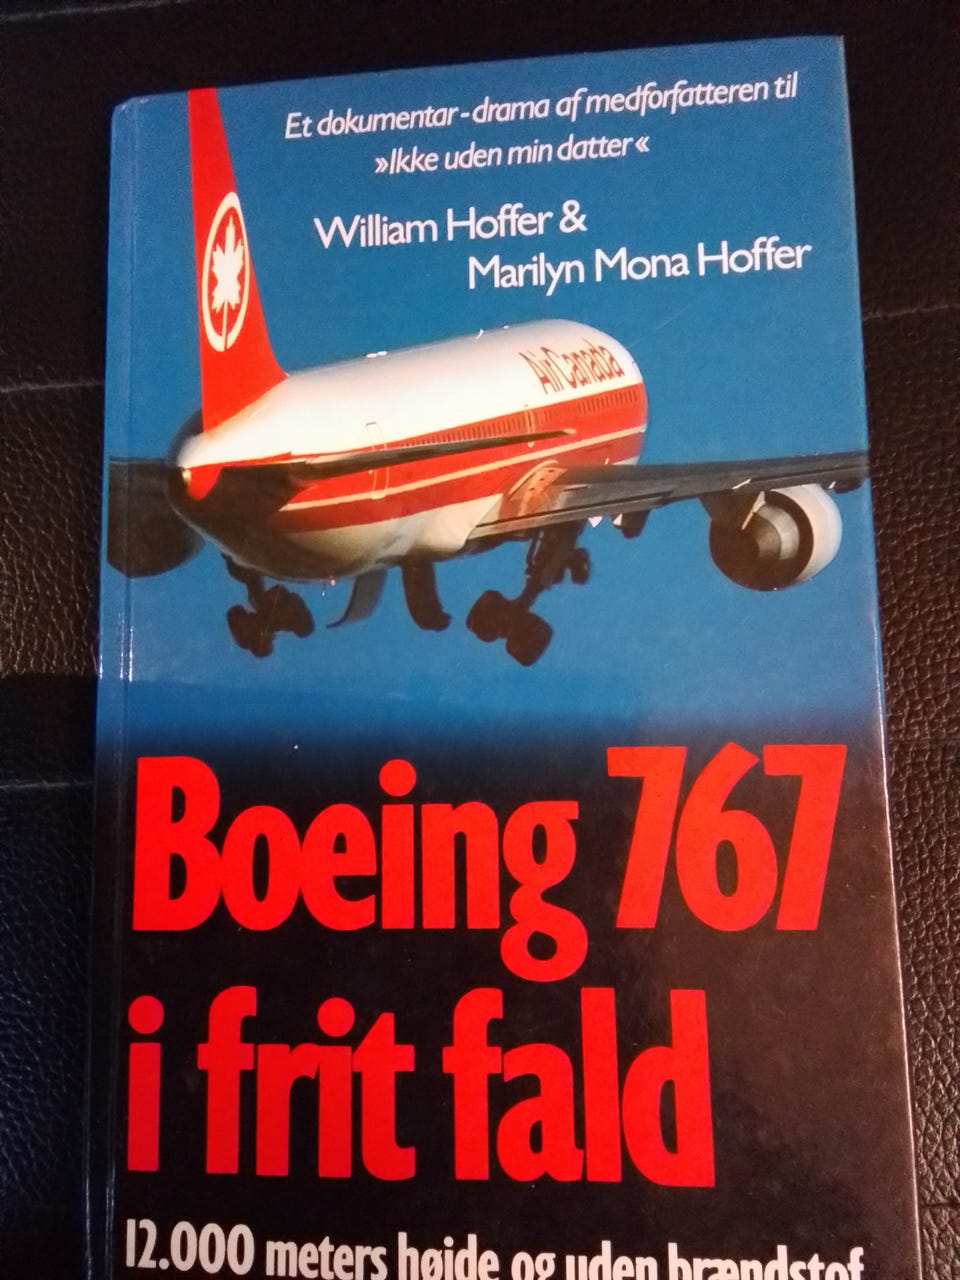 Et dokumentar-drama af medforfatteren til
»Ikke uden min datter«
William Hoffer &
Marilyn Mona Hoffer
Air Canada
Boeing 767
i frit fald
12.000 meters højde og uden brændstof